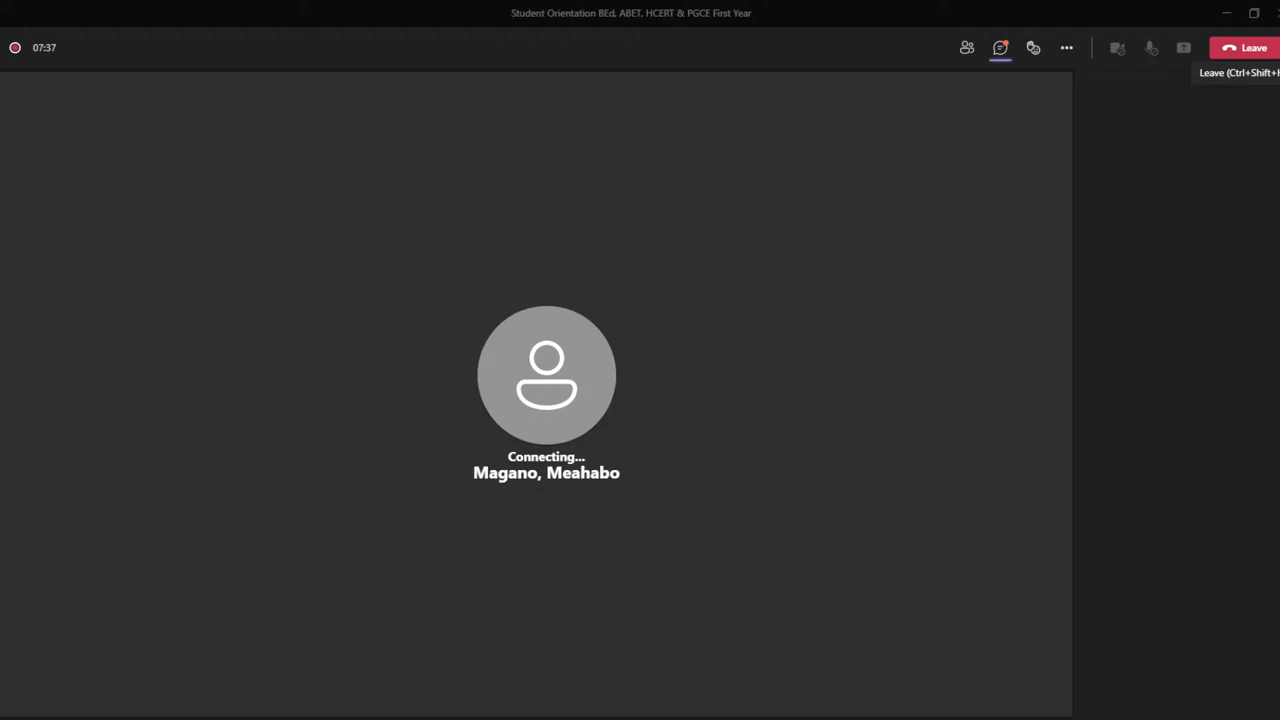 Student Orientation BEd, ABET, HCERT & PGCE First Year
07:37
Leave
Leave (Ctrl+Shift+H
Connecting...
Magano, Meahabo